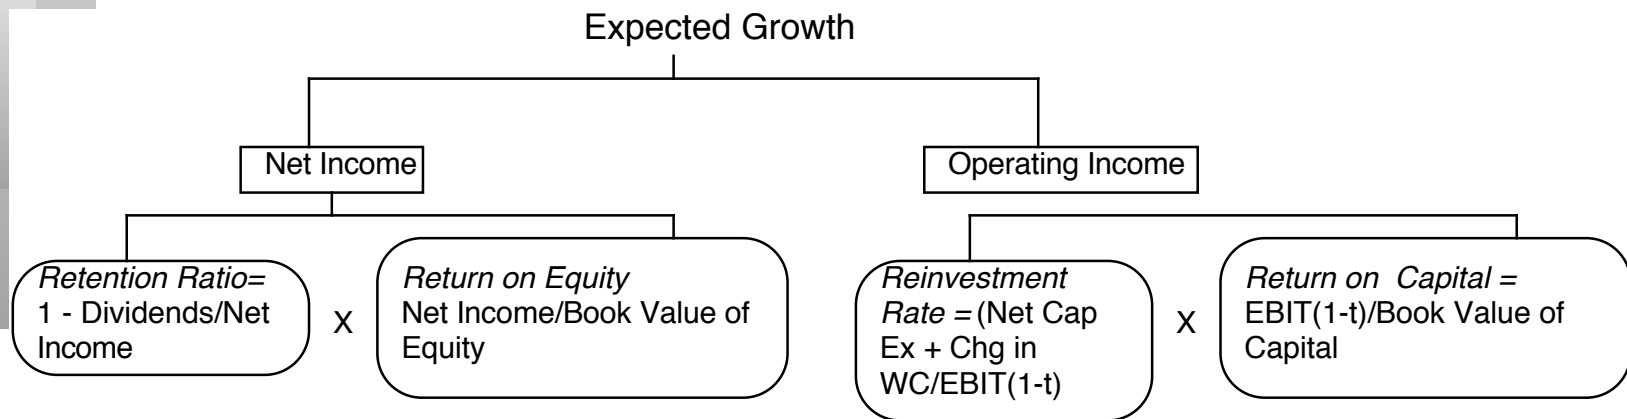 Expected Growth
Net Income
Operating Income
Retention Ratio=
1 - Dividends/Net
Income
X
Return on Equity
Net Income/Book Value of
Equity
Reinvestment
Rate = (Net Cap
Ex + Chg in
WC/EBIT(1-t)
X
Return on Capital =
EBIT(1-t)/Book Value of
Capital